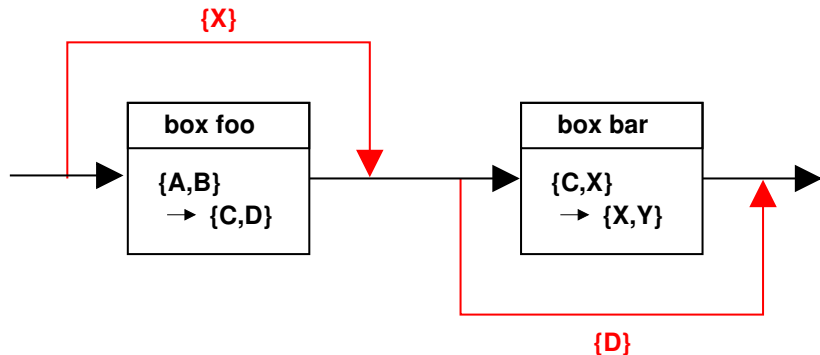 {X}
box foo
{A,B}
→ {C,D}
box bar
{C,X}
→ {X,Y}
{D}